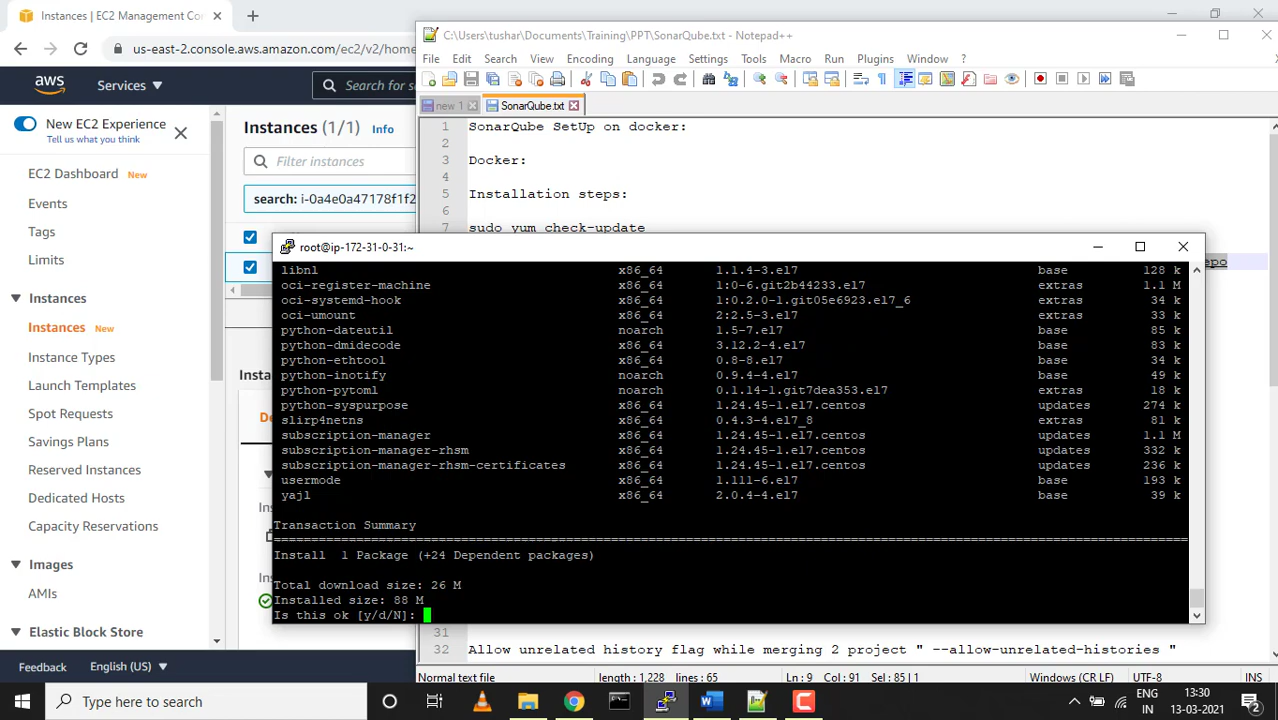 Instances | EC2 Management Co
us-east-2.console.aws.amazon.com/ec2/v2/home
aws
Services
Search for
New EC2 Experience
Tell us what you think
EC2 Dashboard New
Events
Tags
Limits
Instances
Instances New
Instance Types
Launch Templates
Spot Requests
Savings Plans
Reserved Instances
Dedicated Hosts
Capacity Reservations
Images
AMIs
Elastic Block Store
Feedback English (US)
Instances (1/1) Info
Filter instances
search: i-0a4e0a47178f1f2
Insta
De
Ins
Ins
C:\Users\tushar\Documents\Training\PPT\SonarQube.txt - Notepad++
File Edit Search View Encoding Language Settings Tools Macro Run Plugins Window ?
new 1 SonarQube.txt
1 SonarQube SetUp on docker:
2
3 Docker:
4
5 Installation steps:
6
7 sudo yum check-update
epo
root@ip-172-31-0-31:~
libnl x86_64 1.1.4-3.el7 base 128 k
oci-register-machine x86_64 1:0-6.git2b44233.el7 extras 1.1 M
oci-systemd-hook x86_64 1:0.2.0-1.git05e6923.el7_6 extras 34 k
oci-umount x86_64 2:2.5-3.el7 extras 33 k
python-dateutil noarch 1.5-7.el7 base 85 k
python-dmidecode x86_64 3.12.2-4.el7 base 83 k
python-ethtool x86_64 0.8-8.el7 base 34 k
python-inotify noarch 0.9.4-4.el7 base 49 k
python-pytoml noarch 0.1.14-1.git7dea353.el7 extras 18 k
python-syspurpose x86_64 1.24.45-1.el7.centos updates 274 k
slirp4netns x86_64 0.4.3-4.el7_8 extras 81 k
subscription-manager x86_64 1.24.45-1.el7.centos updates 1.1 M
subscription-manager-rhsm x86_64 1.24.45-1.el7.centos updates 332 k
subscription-manager-rhsm-certificates x86_64 1.24.45-1.el7.centos updates 236 k
usermode x86_64 1.111-6.el7 base 193 k
yajl x86_64 2.0.4-4.el7 base 39 k
Transaction Summary
================================================================
Install 1 Package (+24 Dependent packages)
Total download size: 26 M
Installed size: 88 M
Is this ok [y/d/N]:
31
32 Allow unrelated history flag while merging 2 project " --allow-unrelated-histories "
Normal text file length : 1,228 lines : 65 Ln : 9 Col : 91 Sel : 85 | 1 Windows (CR LF) UTF-8 INS
Type here to search
ENG
IN
13:30
13-03-2021
2